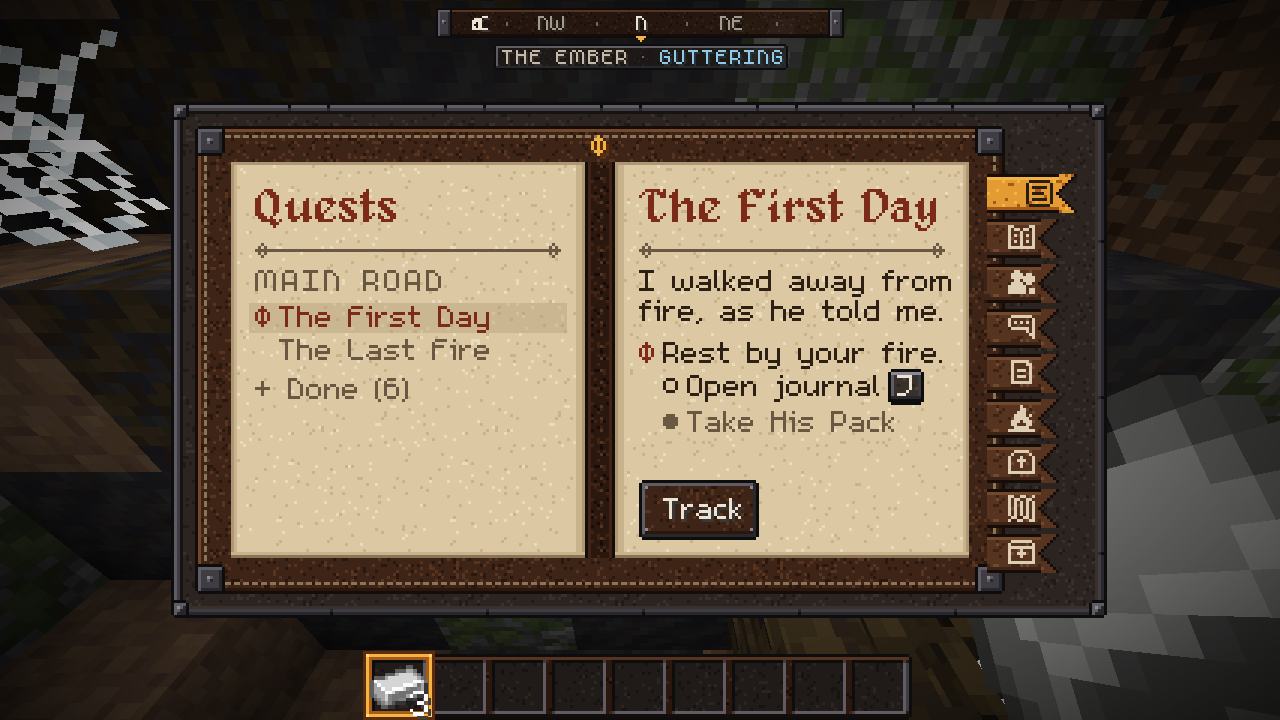 NW · N · NE ·
THE EMBER · GUTTERING
Quests
MAIN ROAD
The First Day
The Last Fire
+ Done (6)
The First Day
I walked away from
fire, as he told me.
Rest by your fire.
Open journal J
Take His Pack
Track